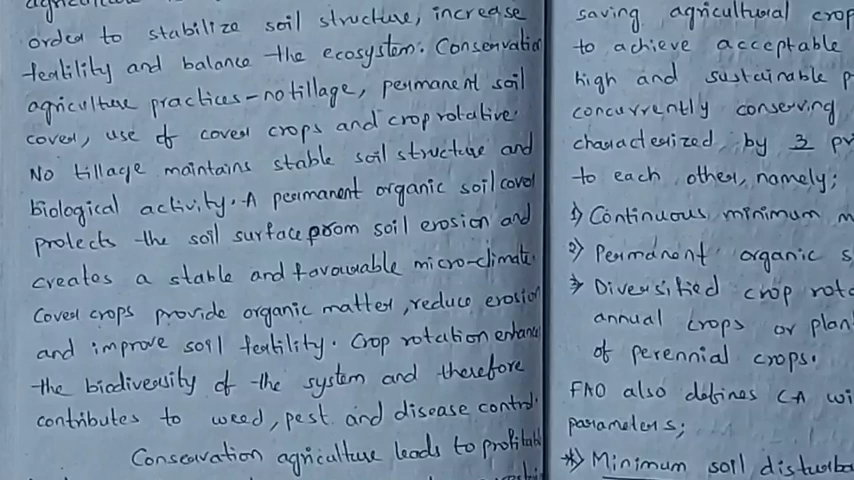 order to stabilize soil structure, increase
fertility and balance the ecosystem. Conservation
agriculture practices - no tillage, permanent soil
cover, use of cover crops and crop rotative.
No tillage maintains stable soil structure and
biological activity. A permanent organic soil cover
protects the soil surface from soil erosion and
creates a stable and favourable micro-climate.
Cover crops provide organic matter, reduce erosion
and improve soil fertility. Crop rotation enhance
the biodiversity of the system and therefore
contributes to weed, pest and disease control.
Conservation agriculture leads to profitable
saving agricultural crop
to achieve acceptable
high and sustainable p
concurrently conserving
characterized, by 3 pr
to each other, namely;
1) Continuous minimum m
2) Permanent organic s
3) Diversified crop rota
annual crops or plan
of perennial crops.
FAO also defines CA wi
parameters;
*) Minimum soil disturba